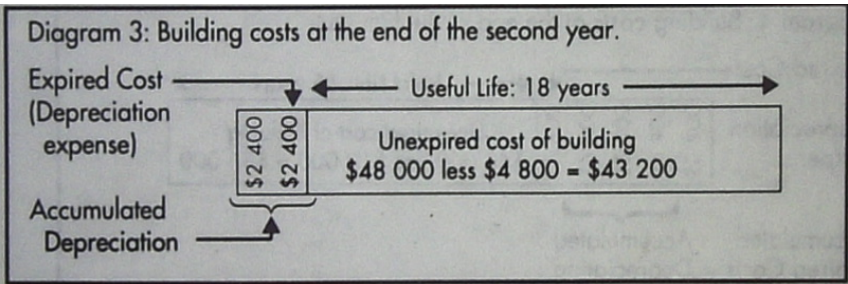 Diagram 3: Building costs at the end of the second year.
Expired Cost
(Depreciation
expense)
Useful Life: 18 years
$2 400
$2 400
Unexpired cost of building
$48 000 less $4 800 = $43 200
Accumulated
Depreciation